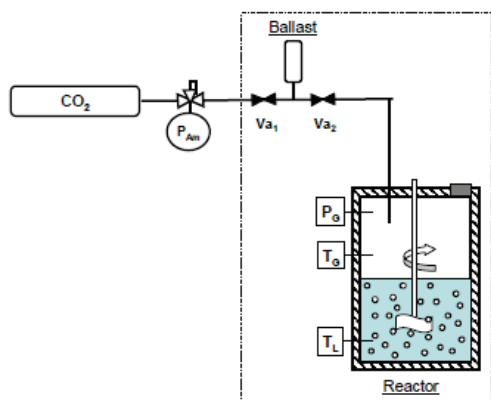 Ballast
CO2
PAm
Va1
Va2
PG
TG
TL
Reactor